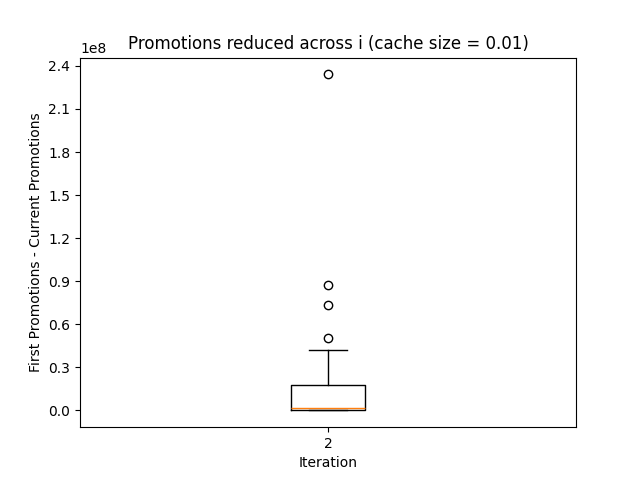 Promotions reduced across i (cache size = 0.01)
1e8
2.4
2.1
1.8
1.5
1.2
0.9
0.6
0.3
0.0
First Promotions - Current Promotions
2
Iteration